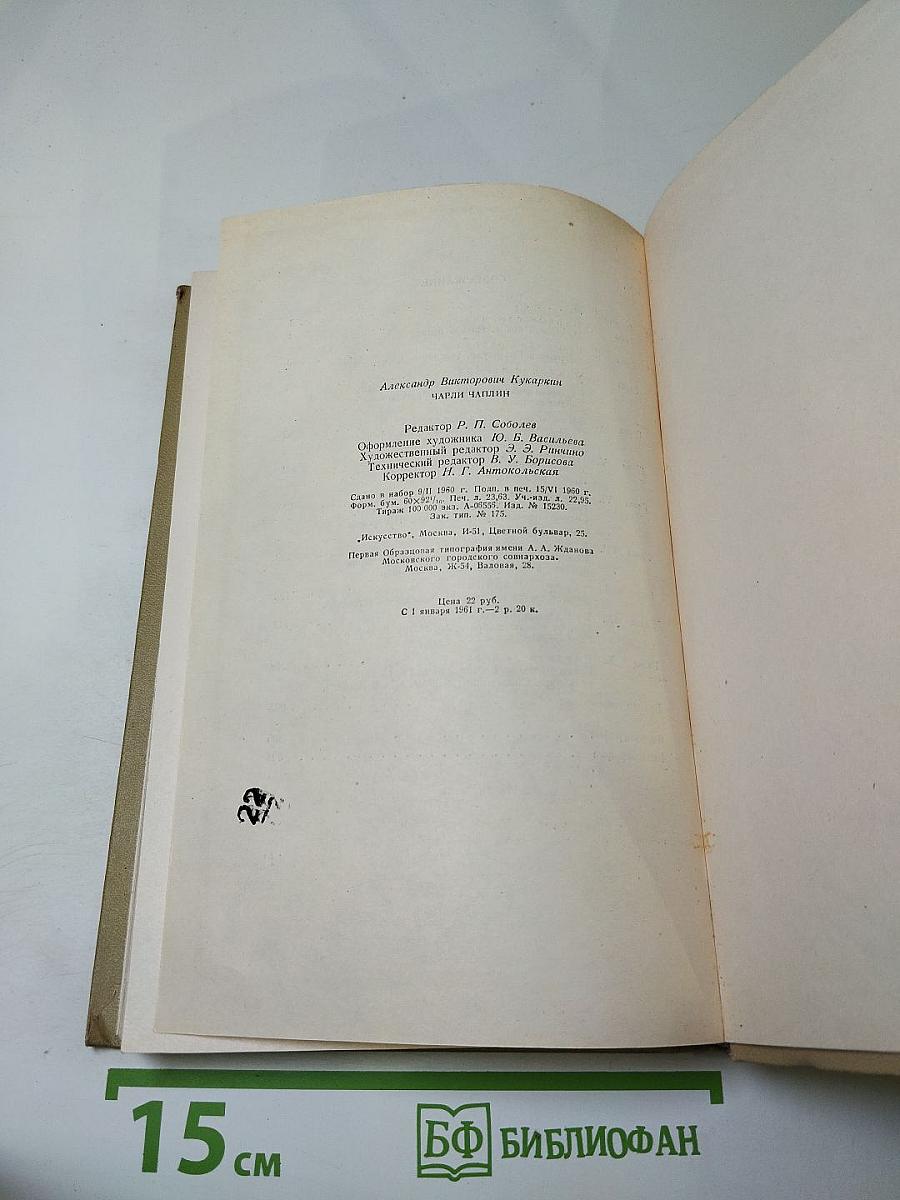 Александр Викторович Кукаркин
ЧАРЛИ ЧАПЛИН
Редактор Р. П. Соболев
Оформление художника Ю. Б. Васильева
Художественный редактор Э. Э. Ринчино
Технический редактор В. У. Борисова
Корректор Н. Г. Антокольская
Сдано в набор 9/II 1960 г. Подп. в печ. 15/VI 1960 г.
Форм. бум. 60×92¹/₁₆. Печ. л. 23,63. Уч.-изд. л. 22,95.
Тираж 100 000 экз. А-05555. Изд. № 15230.
Зак. тип. № 175.
„Искусство“, Москва, И-51, Цветной бульвар, 25.
Первая Образцовая типография имени А. А. Жданова
Московского городского совнархоза.
Москва, Ж-54, Валовая, 28.
Цена 22 руб.
С 1 января 1961 г.—2 р. 20 к.
15 см
БФ БИБЛИОФАН